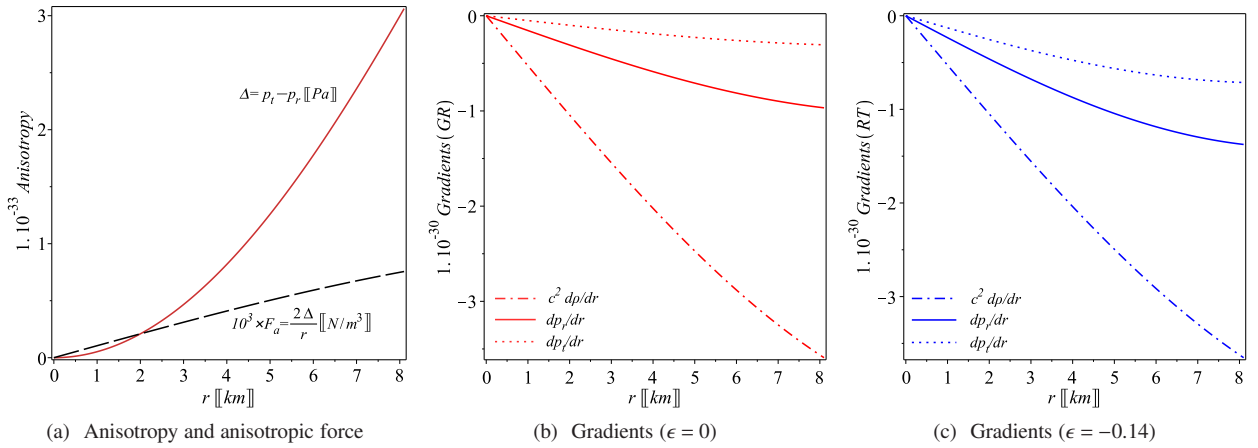 3
2
1
0
1. 10^-33 Anisotropy
Δ= p_t −p_r [[Pa]]
10^3 ×F_a= 2 Δ / r [[N/m^3]]
0 1 2 3 4 5 6 7 8
r [[km]]
(a) Anisotropy and anisotropic force
0
−1
−2
−3
1. 10^-30 Gradients (GR)
c^2 dρ/dr
dp_r/dr
dp_t/dr
0 1 2 3 4 5 6 7 8
r [[km]]
(b) Gradients (ϵ = 0)
0
−1
−2
−3
1. 10^-30 Gradients (RT)
c^2 dρ/dr
dp_r/dr
dp_t/dr
0 1 2 3 4 5 6 7 8
r [[km]]
(c) Gradients (ϵ = −0.14)